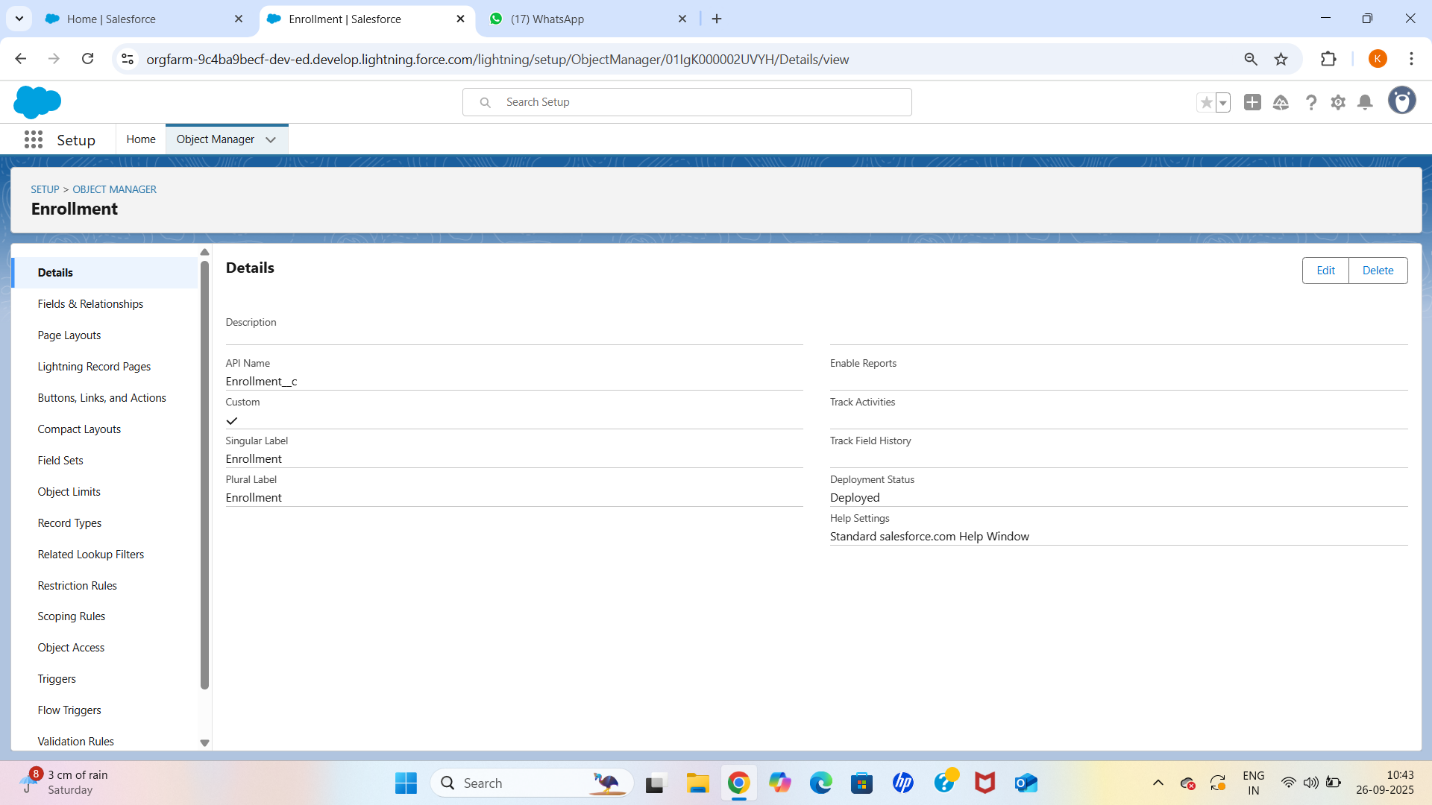 Home | Salesforce
Enrollment | Salesforce
(17) WhatsApp
orgfarm-9c4ba9becf-dev-ed.develop.lightning.force.com/lightning/setup/ObjectManager/01IgK000002UVYH/Details/view
K
Search Setup
Setup
Home
Object Manager
SETUP > OBJECT MANAGER
Enrollment
Details
Fields & Relationships
Page Layouts
Lightning Record Pages
Buttons, Links, and Actions
Compact Layouts
Field Sets
Object Limits
Record Types
Related Lookup Filters
Restriction Rules
Scoping Rules
Object Access
Triggers
Flow Triggers
Validation Rules
Details
Edit
Delete
Description
API Name
Enrollment__c
Custom
Singular Label
Enrollment
Plural Label
Enrollment
Enable Reports
Track Activities
Track Field History
Deployment Status
Deployed
Help Settings
Standard salesforce.com Help Window
8
3 cm of rain
Saturday
Search
hp
ENG
IN
10:43
26-09-2025